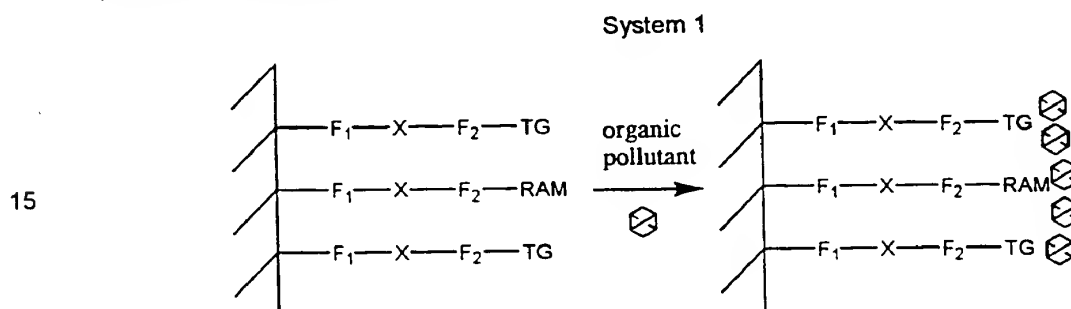 System 1
F₁—X—F₂—TG
organic
pollutant
F₁—X—F₂—TG
15
F₁—X—F₂—RAM
F₁—X—F₂—RAM
F₁—X—F₂—TG
F₁—X—F₂—TG